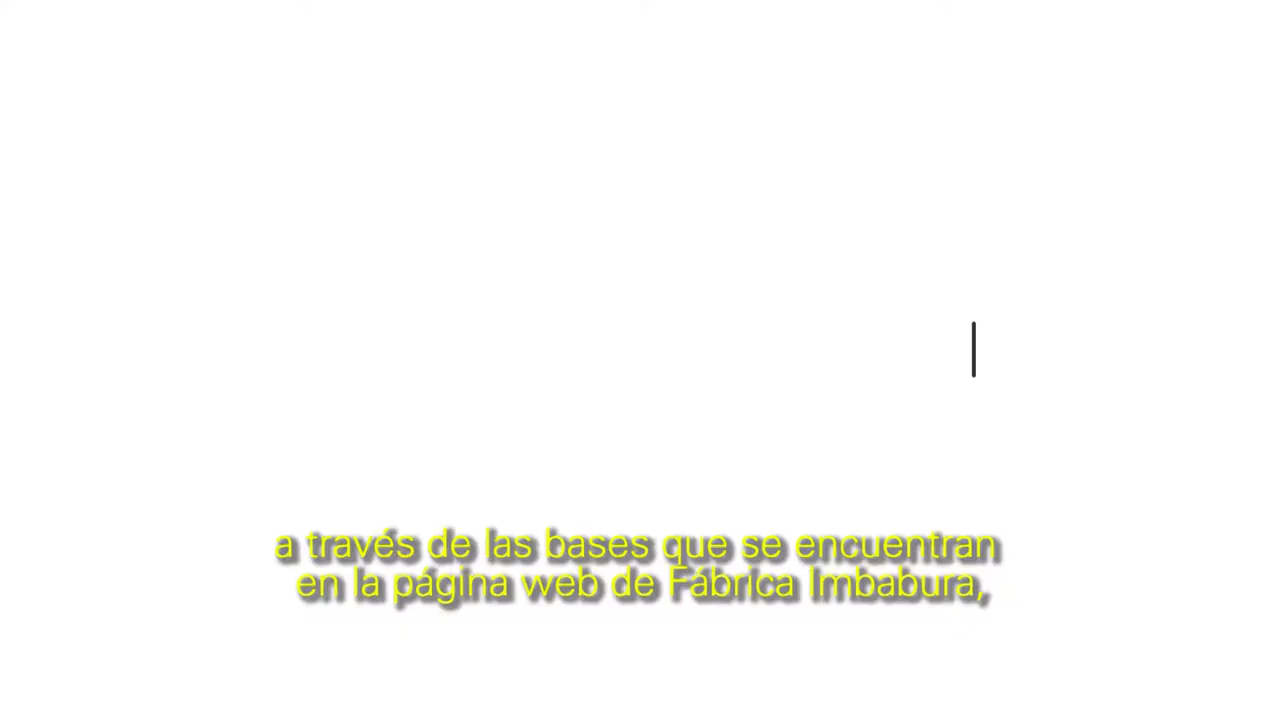 a través de las bases que se encuentran
en la página web de Fábrica Imbabura,